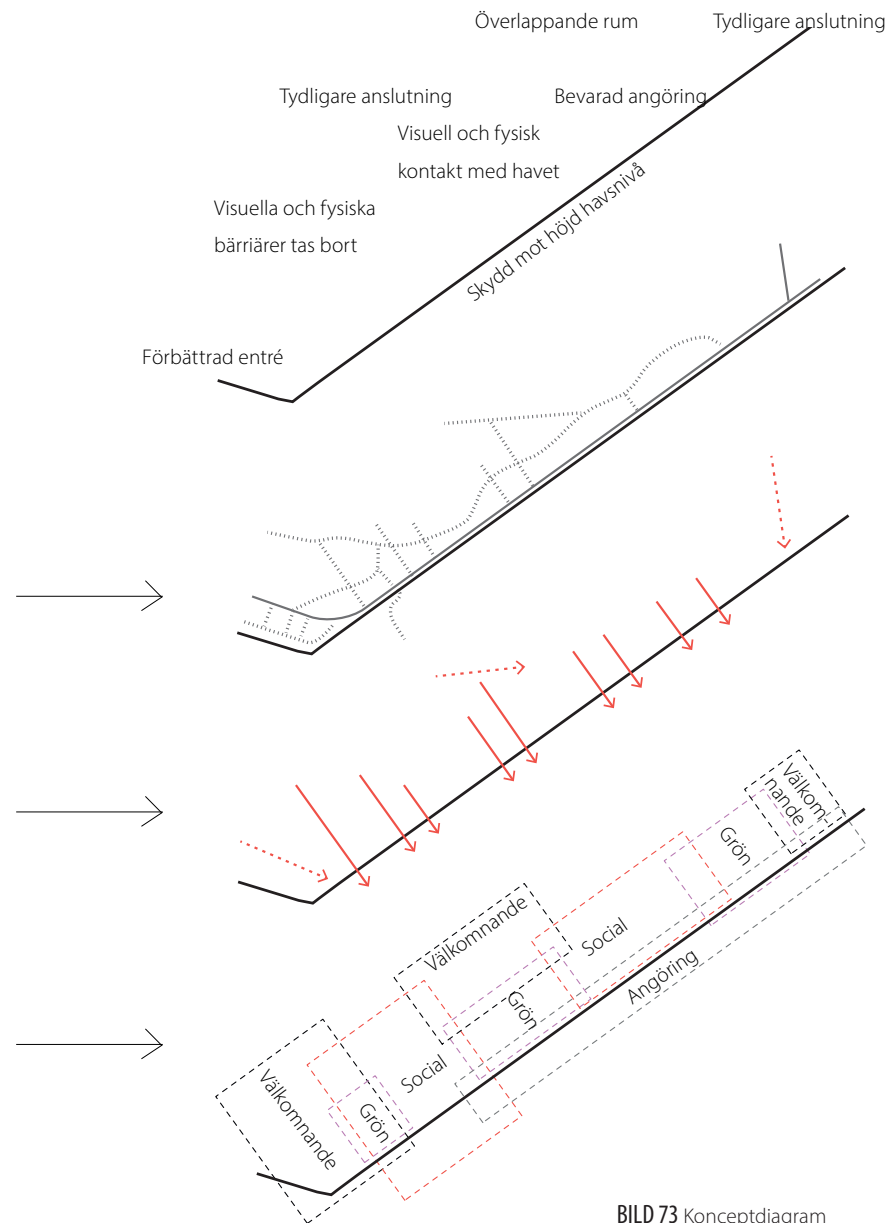 Överlappande rum
Tydligare anslutning
Tydligare anslutning
Bevarad angöring
Visuell och fysisk
kontakt med havet
Skydd mot höjd havsnivå
Visuella och fysiska
bärriärer tas bort
Förbättrad entré
Välkom-
nande
Grön
Social
Välkomnande
Angöring
Grön
Social
Välkomnande
Grön
BILD 73 Konceptdiagram